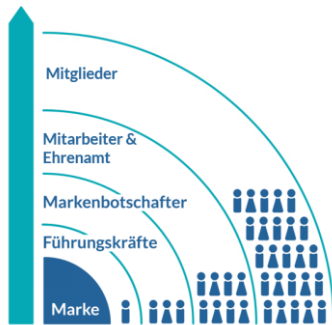 Mitglieder
Mitarbeiter &
Ehrenamt
Markenbotschafter
Führungskräfte
Marke